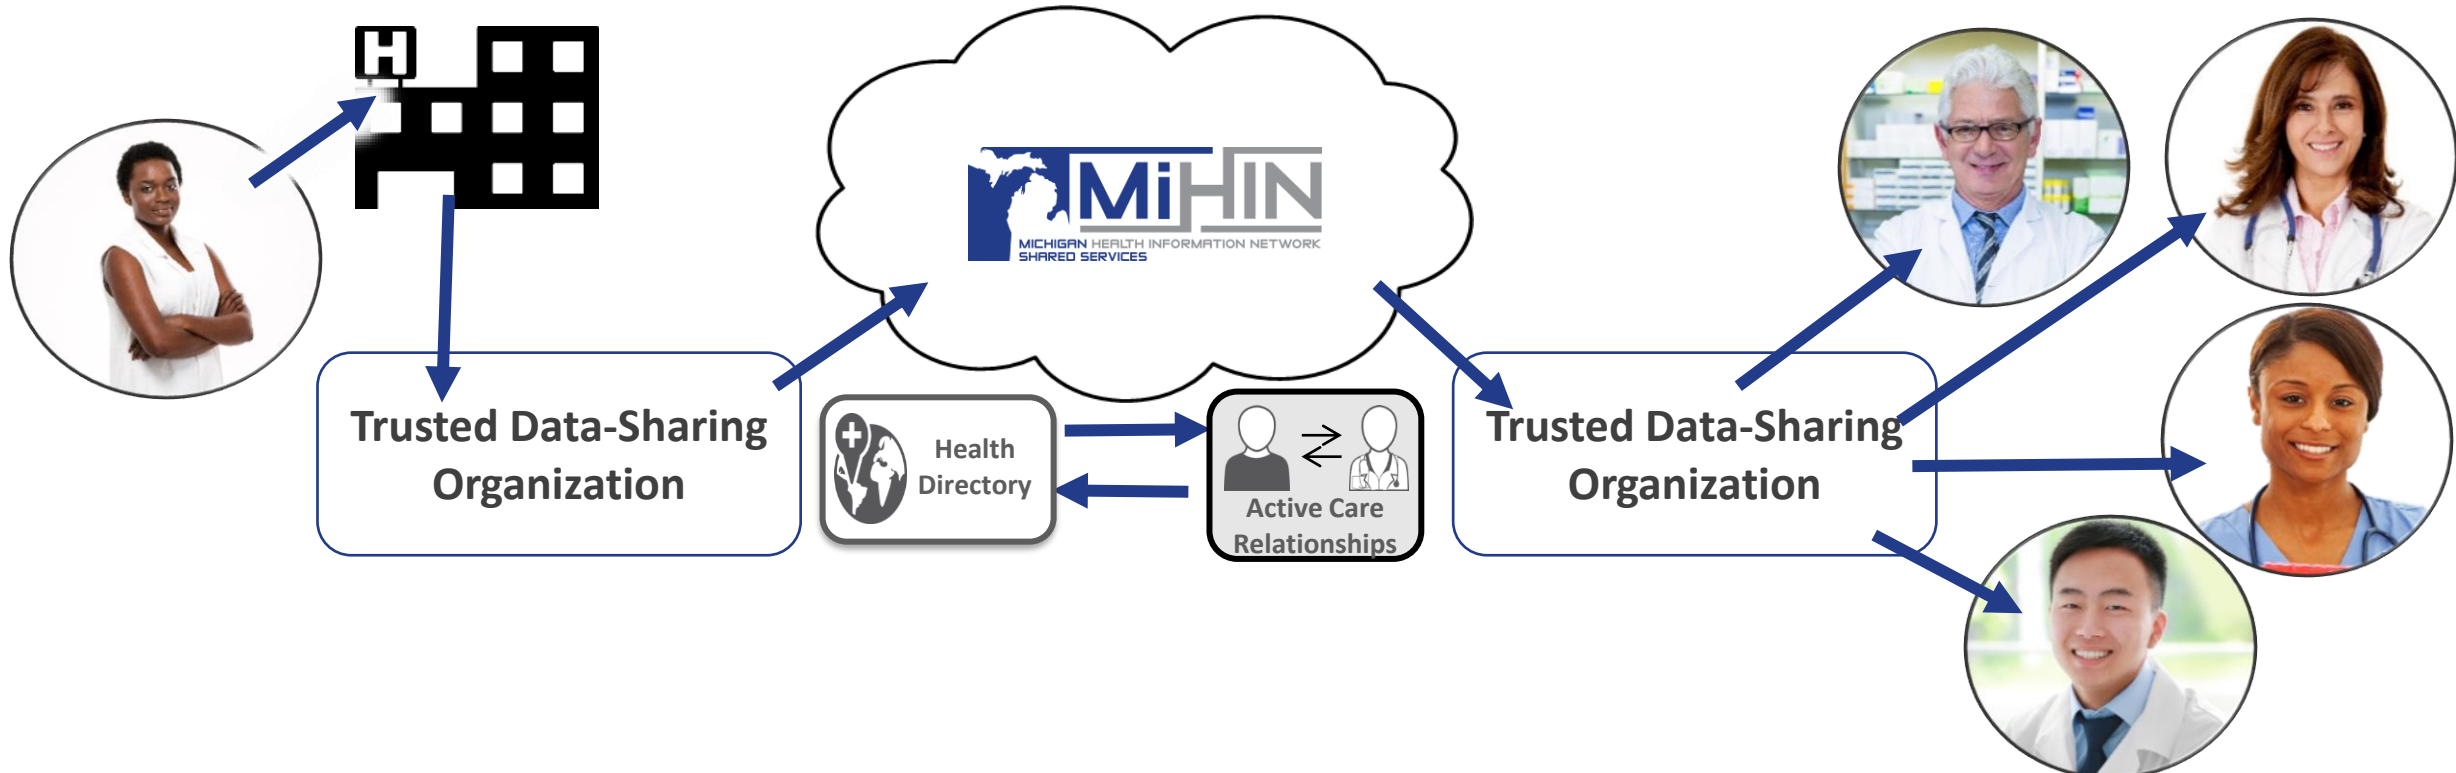 H
MiHIN
MICHIGAN HEALTH INFORMATION NETWORK
SHARED SERVICES
Trusted Data-Sharing
Organization
Health
Directory
Active Care
Relationships
Trusted Data-Sharing
Organization